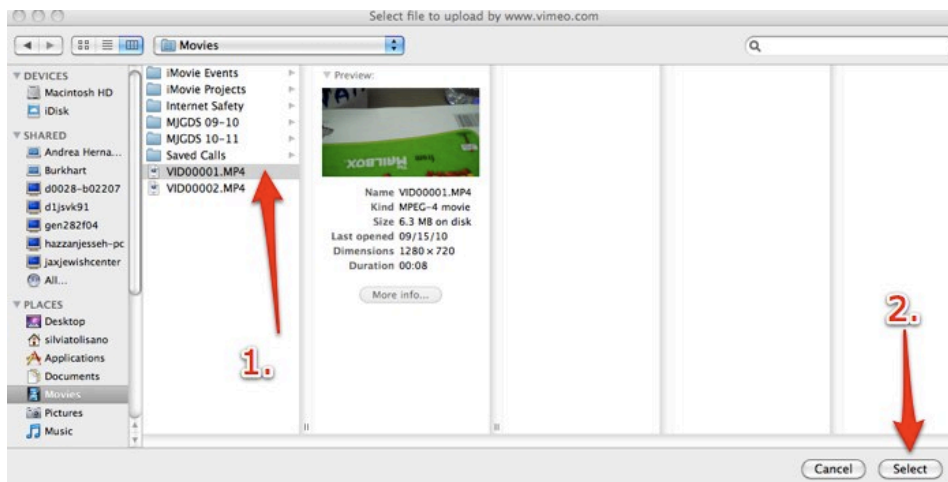 Select file to upload by www.vimeo.com
Movies
DEVICES
Macintosh HD
iDisk
SHARED
Andrea Herna...
Burkhart
d0028-b02207
d1jsvk91
gen282f04
hazzanjesseh-pc
jaxjewishcenter
All...
PLACES
Desktop
silviatolisano
Applications
Documents
Movies
Pictures
Music
iMovie Events
iMovie Projects
Internet Safety
MJGDS 09-10
MJGDS 10-11
Saved Calls
VID00001.MP4
VID00002.MP4
Preview:
MAILBOX
Name VID00001.MP4
Kind MPEG-4 movie
Size 6.3 MB on disk
Last opened 09/15/10
Dimensions 1280 × 720
Duration 00:08
More info...
1.
2.
Cancel
Select